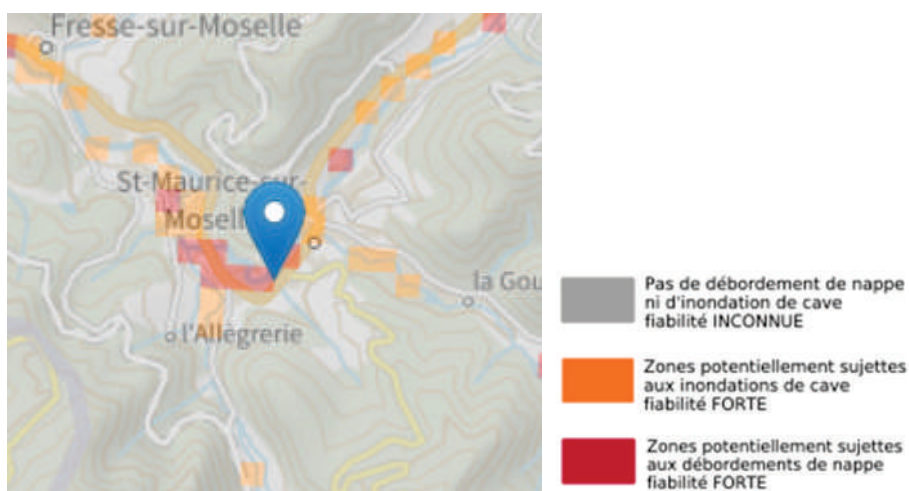 Fresse-sur-Moselle
St-Maurice-sur-
Mosell
la Gou
l'Allègrerie
Pas de débordement de nappe
ni d'inondation de cave
fiabilité INCONNUE
Zones potentiellement sujettes
aux inondations de cave
fiabilité FORTE
Zones potentiellement sujettes
aux débordements de nappe
fiabilité FORTE